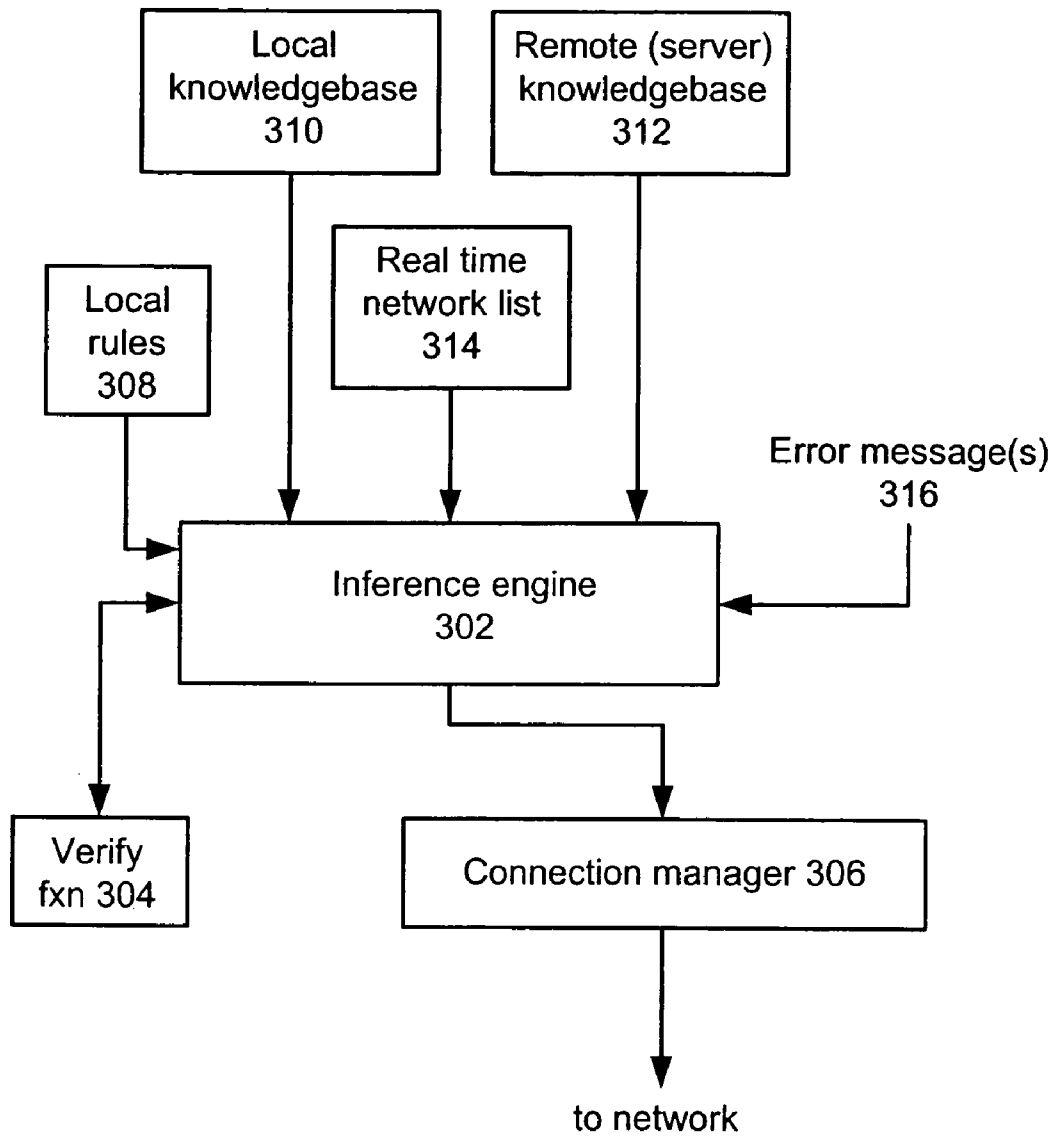 Local
knowledgebase
310
Remote (server)
knowledgebase
312
Real time
network list
314
Local
rules
308
Error message(s)
316
Inference engine
302
Verify
fxn 304
Connection manager 306
to network